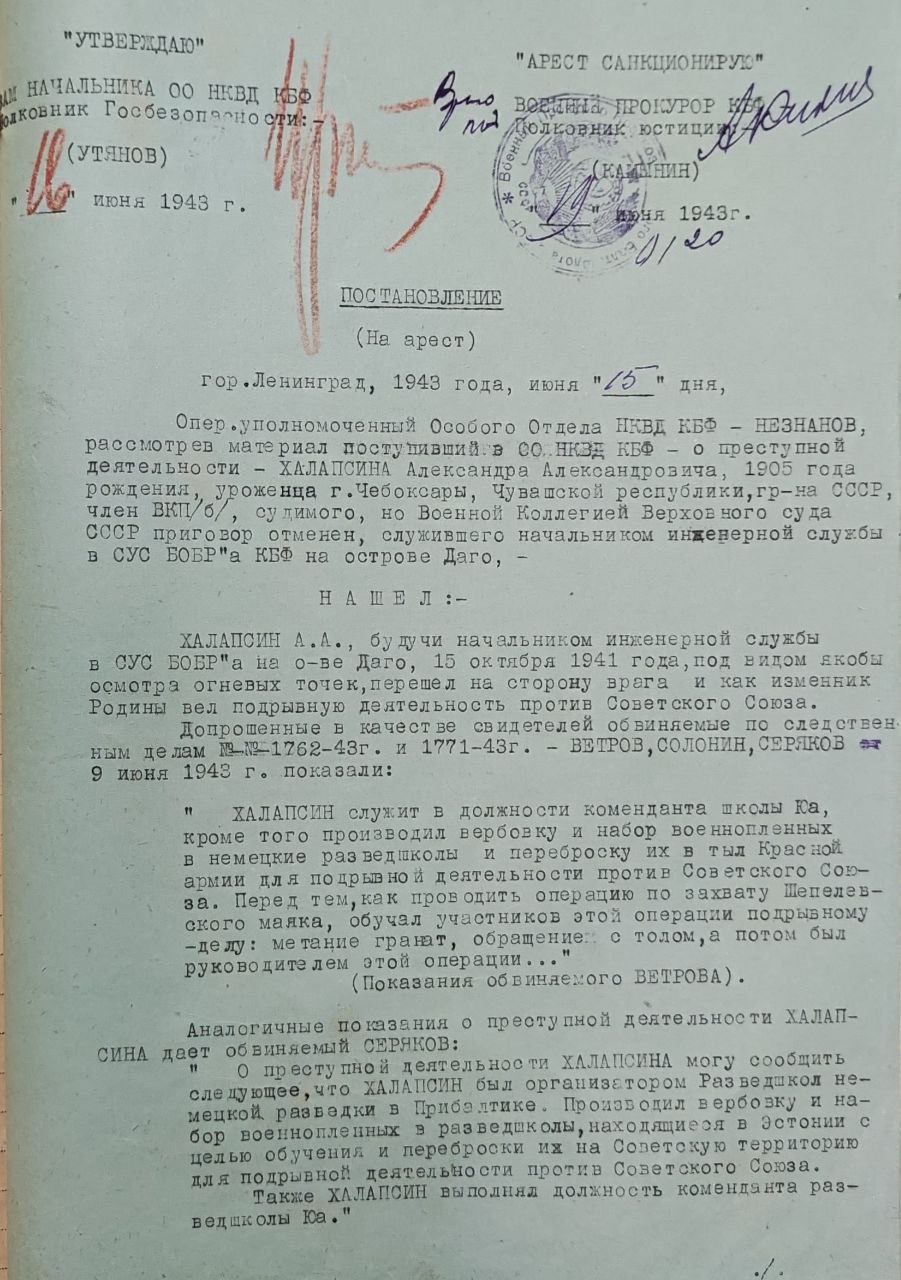 "УТВЕРЖДАЮ"
ЗАМ НАЧАЛЬНИКА ОО НКВД КБФ
Полковник Госбезопасности:-
(УТЯНОВ)
"16" июня 1943 г.
"АРЕСТ САНКЦИОНИРУЮ"
ВОЕННЫЙ ПРОКУРОР КБФ
Полковник юстиции:
(КАМЫНИН)
" " июня 1943г.
ПОСТАНОВЛЕНИЕ
(На арест)
гор.Ленинград, 1943 года, июня "15" дня,
Опер.уполномоченный Особого Отдела НКВД КБФ - НЕЗНАНОВ,
рассмотрев материал поступивший в ОО НКВД КБФ - о преступной
деятельности - ХАЛАПСИНА Александра Александровича, 1905 года
рождения, уроженца г.Чебоксары, Чувашской республики,гр-на СССР,
член ВКП/б/, судимого, но Военной Коллегией Верховного суда
СССР приговор отменен, служившего начальником инженерной службы
в СУС БОБР"а КБФ на острове Даго, -
Н А Ш Е Л :-
ХАЛАПСИН А.А., будучи начальником инженерной службы
в СУС БОБР"а на о-ве Даго, 15 октября 1941 года,под видом якобы
осмотра огневых точек,перешел на сторону врага и как изменник
Родины вел подрывную деятельность против Советского Союза.
Допрошенные в качестве свидетелей обвиняемые по следствен-
ным делам №-№-1762-43г. и 1771-43г. - ВЕТРОВ,СОЛОНИН,СЕРЯКОВ от
9 июня 1943 г. показали:
" ХАЛАПСИН служит в должности коменданта школы Юа,
кроме того производил вербовку и набор военнопленных
в немецкие разведшколы и переброску их в тыл Красной
армии для подрывной деятельности против Советского Сою-
за. Перед тем,как проводить операцию по захвату Шепелев-
ского маяка, обучал участников этой операции подрывному
-делу: метание гранат, обращение с толом,а потом был
руководителем этой операции..."
(Показания обвиняемого ВЕТРОВА).
Аналогичные показания о преступной деятельности ХАЛАП-
СИНА дает обвиняемый СЕРЯКОВ:
" О преступной деятельности ХАЛАПСИНА могу сообщить
следующее,что ХАЛАПСИН был организатором Разведшкол не-
мецкой разведки в Прибалтике. Производил вербовку и на-
бор военнопленных в разведшколы,находящиеся в Эстонии с
целью обучения и переброски их на Советскую территорию
для подрывной деятельности против Советского Союза.
Также ХАЛАПСИН выполнял должность коменданта раз-
ведшколы Юа."
./.